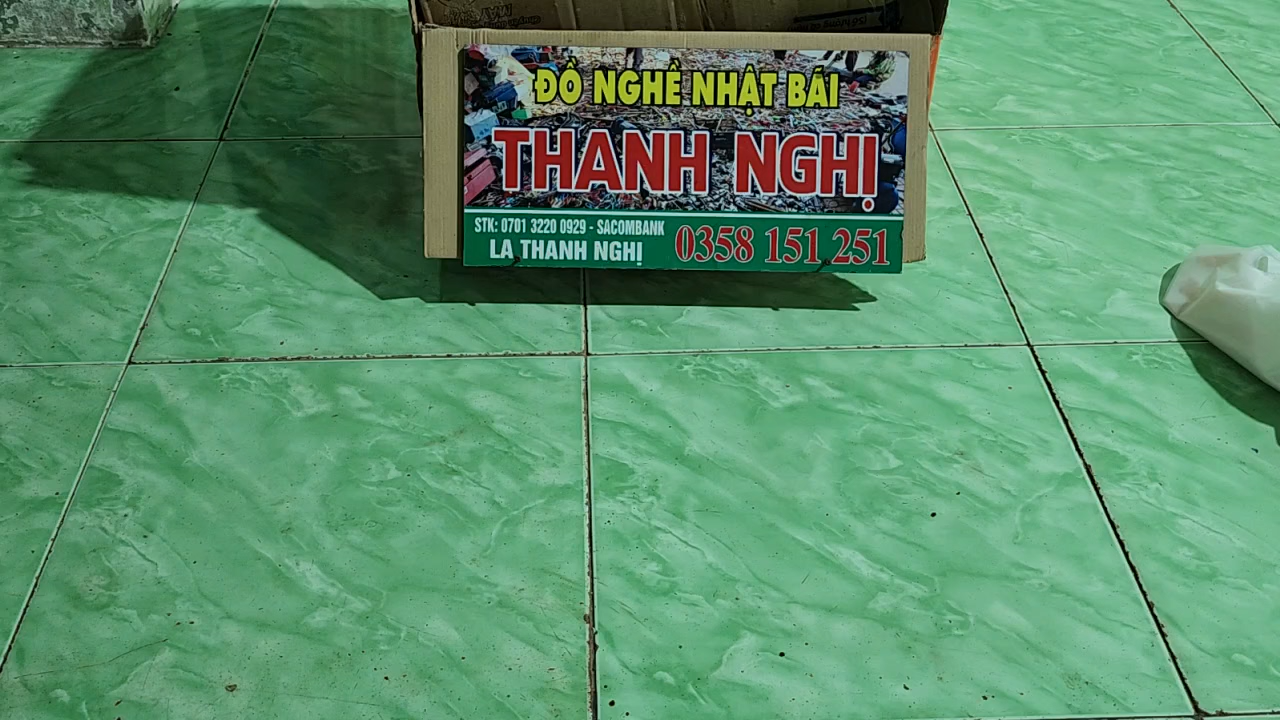 ĐỒ NGHỀ NHẬT BÃI
THANH NGHỊ
STK: 0701 3220 0929 - SACOMBANK
LA THANH NGHỊ
0358 151 251